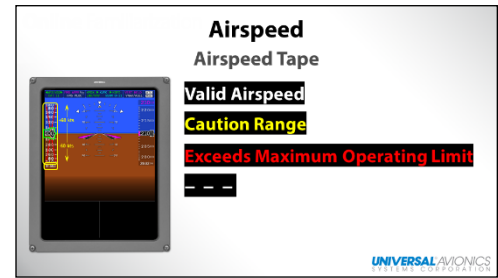 Airspeed
Airspeed Tape
Valid Airspeed
Caution Range
Exceeds Maximum Operating Limit
– – –
UNIVERSAL AVIONICS
SYSTEMS CORPORATION